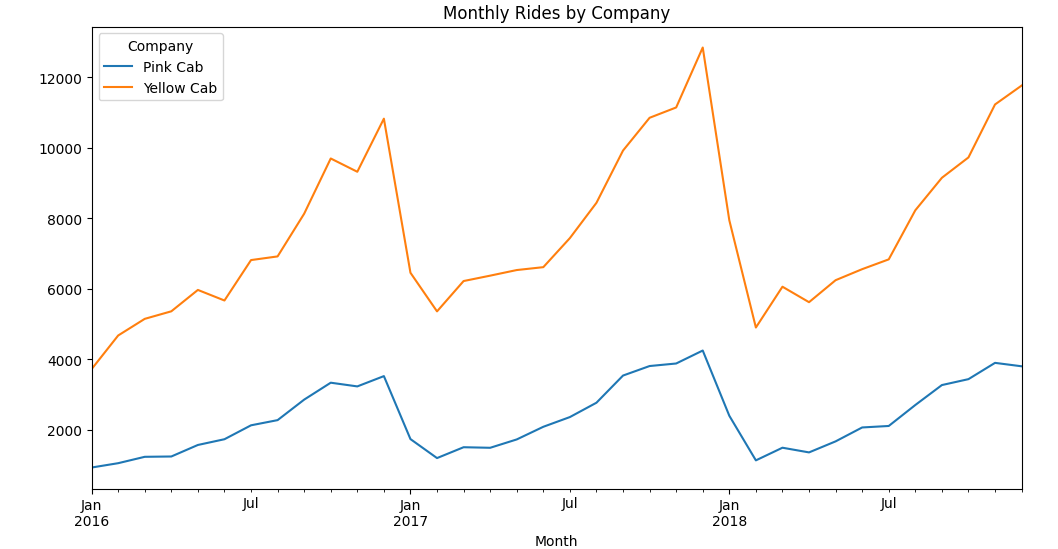 Monthly Rides by Company
Company
Pink Cab
Yellow Cab
12000
10000
8000
6000
4000
2000
Jan
2016
Jul
Jan
2017
Jul
Jan
2018
Jul
Month